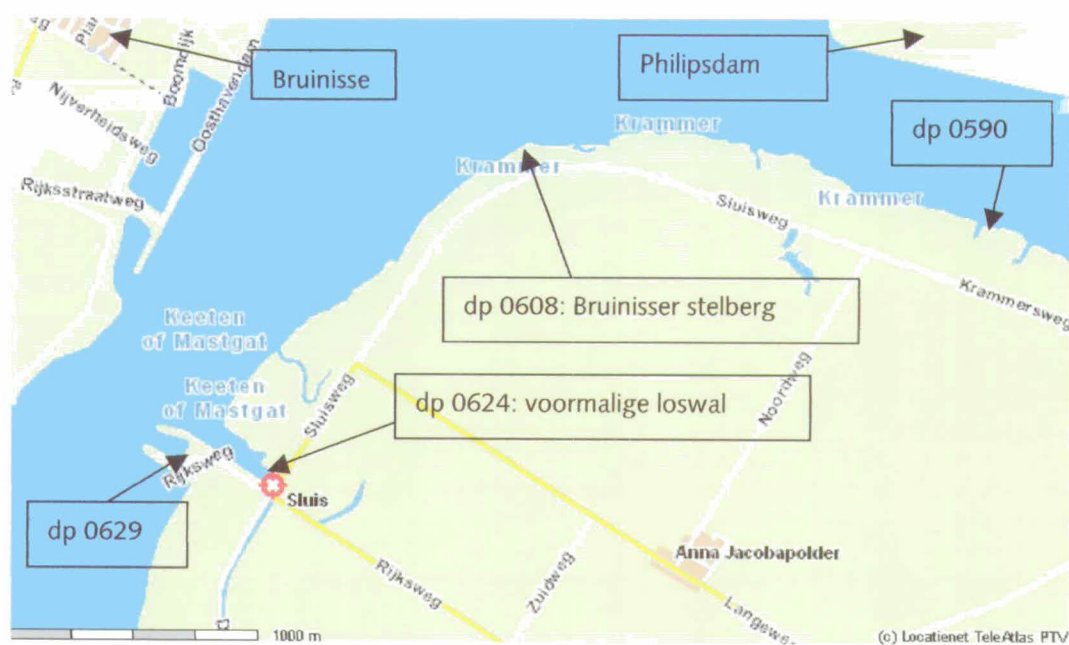 Plar
Boomdijk
Bruinisse
Philipsdam
Oosthavendam
Nijverheidsweg
dp 0590
Krammer
Krammer
Rijksstraatweg
Krammer
Sluisweg
dp 0608: Bruinisser stelberg
Krammersweg
Keeten
of Mastgat
Keeten
of Mastgat
Sluisweg
Noordweg
dp 0624: voormalige loswal
Rijksweg
Sluis
dp 0629
Anna Jacobapolder
Rijksweg
Zuidweg
Langewe
1000 m
(c) Locatienet TeleAtlas PTV